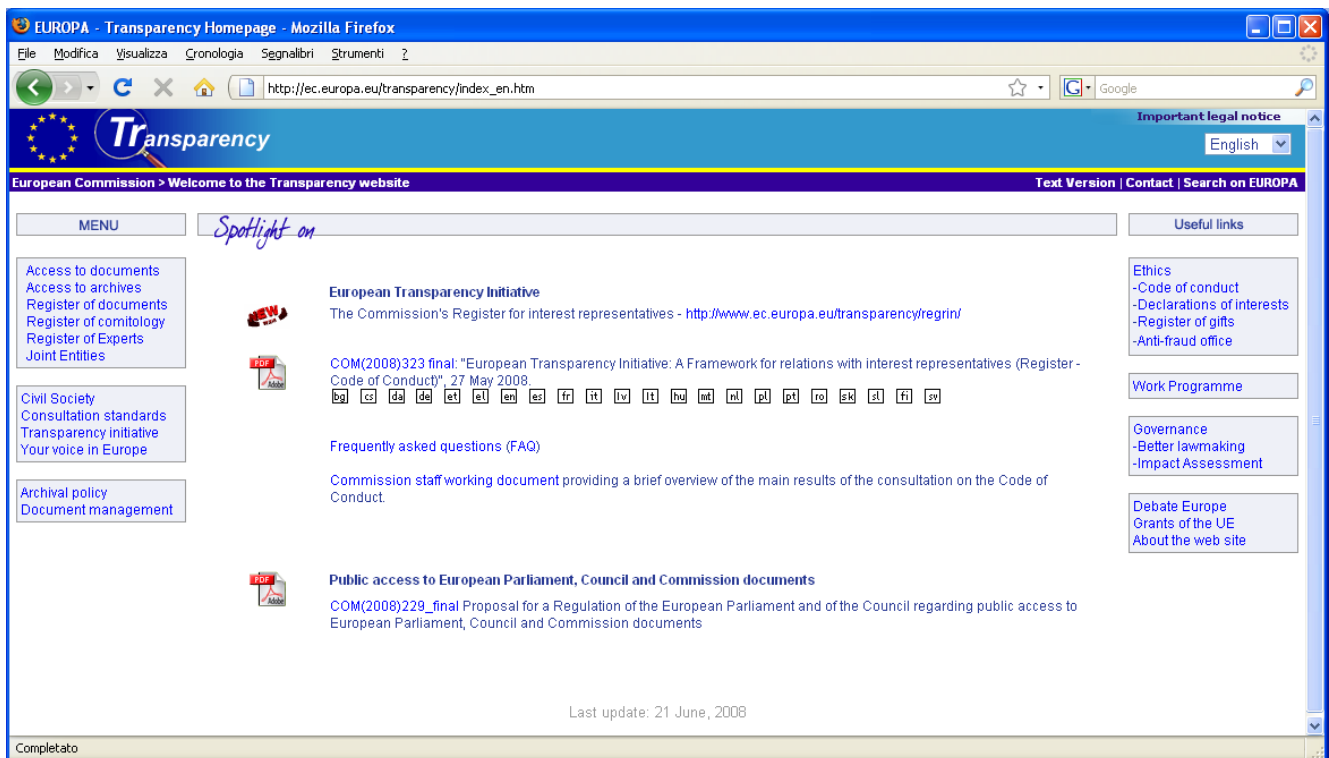 EUROPA - Transparency Homepage - Mozilla Firefox
File Modifica Visualizza Cronologia Segnalibri Strumenti ?
http://ec.europa.eu/transparency/index_en.htm
G Google
Important legal notice
Transparency
English
European Commission > Welcome to the Transparency website
Text Version | Contact | Search on EUROPA
MENU
Access to documents
Access to archives
Register of documents
Register of comitology
Register of Experts
Joint Entities
Civil Society
Consultation standards
Transparency initiative
Your voice in Europe
Archival policy
Document management
Spotlight on
NEW
European Transparency Initiative
The Commission's Register for interest representatives - http://www.ec.europa.eu/transparency/regrin/
PDF
Adobe
COM(2008)323 final: "European Transparency Initiative: A Framework for relations with interest representatives (Register -
Code of Conduct)", 27 May 2008.
bg cs da de et el en es fr it lv lt hu mt nl pl pt ro sk sl fi sv
Frequently asked questions (FAQ)
Commission staff working document providing a brief overview of the main results of the consultation on the Code of
Conduct.
PDF
Adobe
Public access to European Parliament, Council and Commission documents
COM(2008)229_final Proposal for a Regulation of the European Parliament and of the Council regarding public access to
European Parliament, Council and Commission documents
Last update: 21 June, 2008
Useful links
Ethics
-Code of conduct
-Declarations of interests
-Register of gifts
-Anti-fraud office
Work Programme
Governance
-Better lawmaking
-Impact Assessment
Debate Europe
Grants of the UE
About the web site
Completato